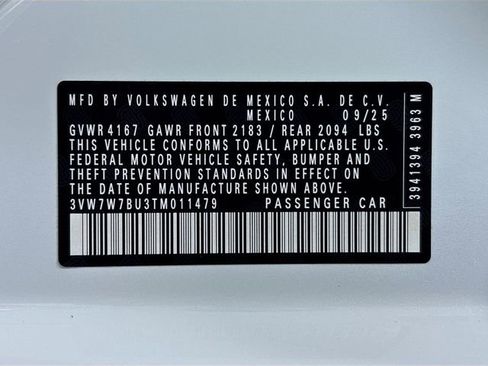 MFD BY VOLKSWAGEN DE MEXICO S.A. DE C.V.
MEXICO 09/25
GVWR 4167 GAWR FRONT 2183 / REAR 2094 LBS
THIS VEHICLE CONFORMS TO ALL APPLICABLE U.S.
FEDERAL MOTOR VEHICLE SAFETY, BUMPER AND
THEFT PREVENTION STANDARDS IN EFFECT ON
THE DATE OF MANUFACTURE SHOWN ABOVE.
3VW7W7BU3TM011479 PASSENGER CAR
3941394 3963 M